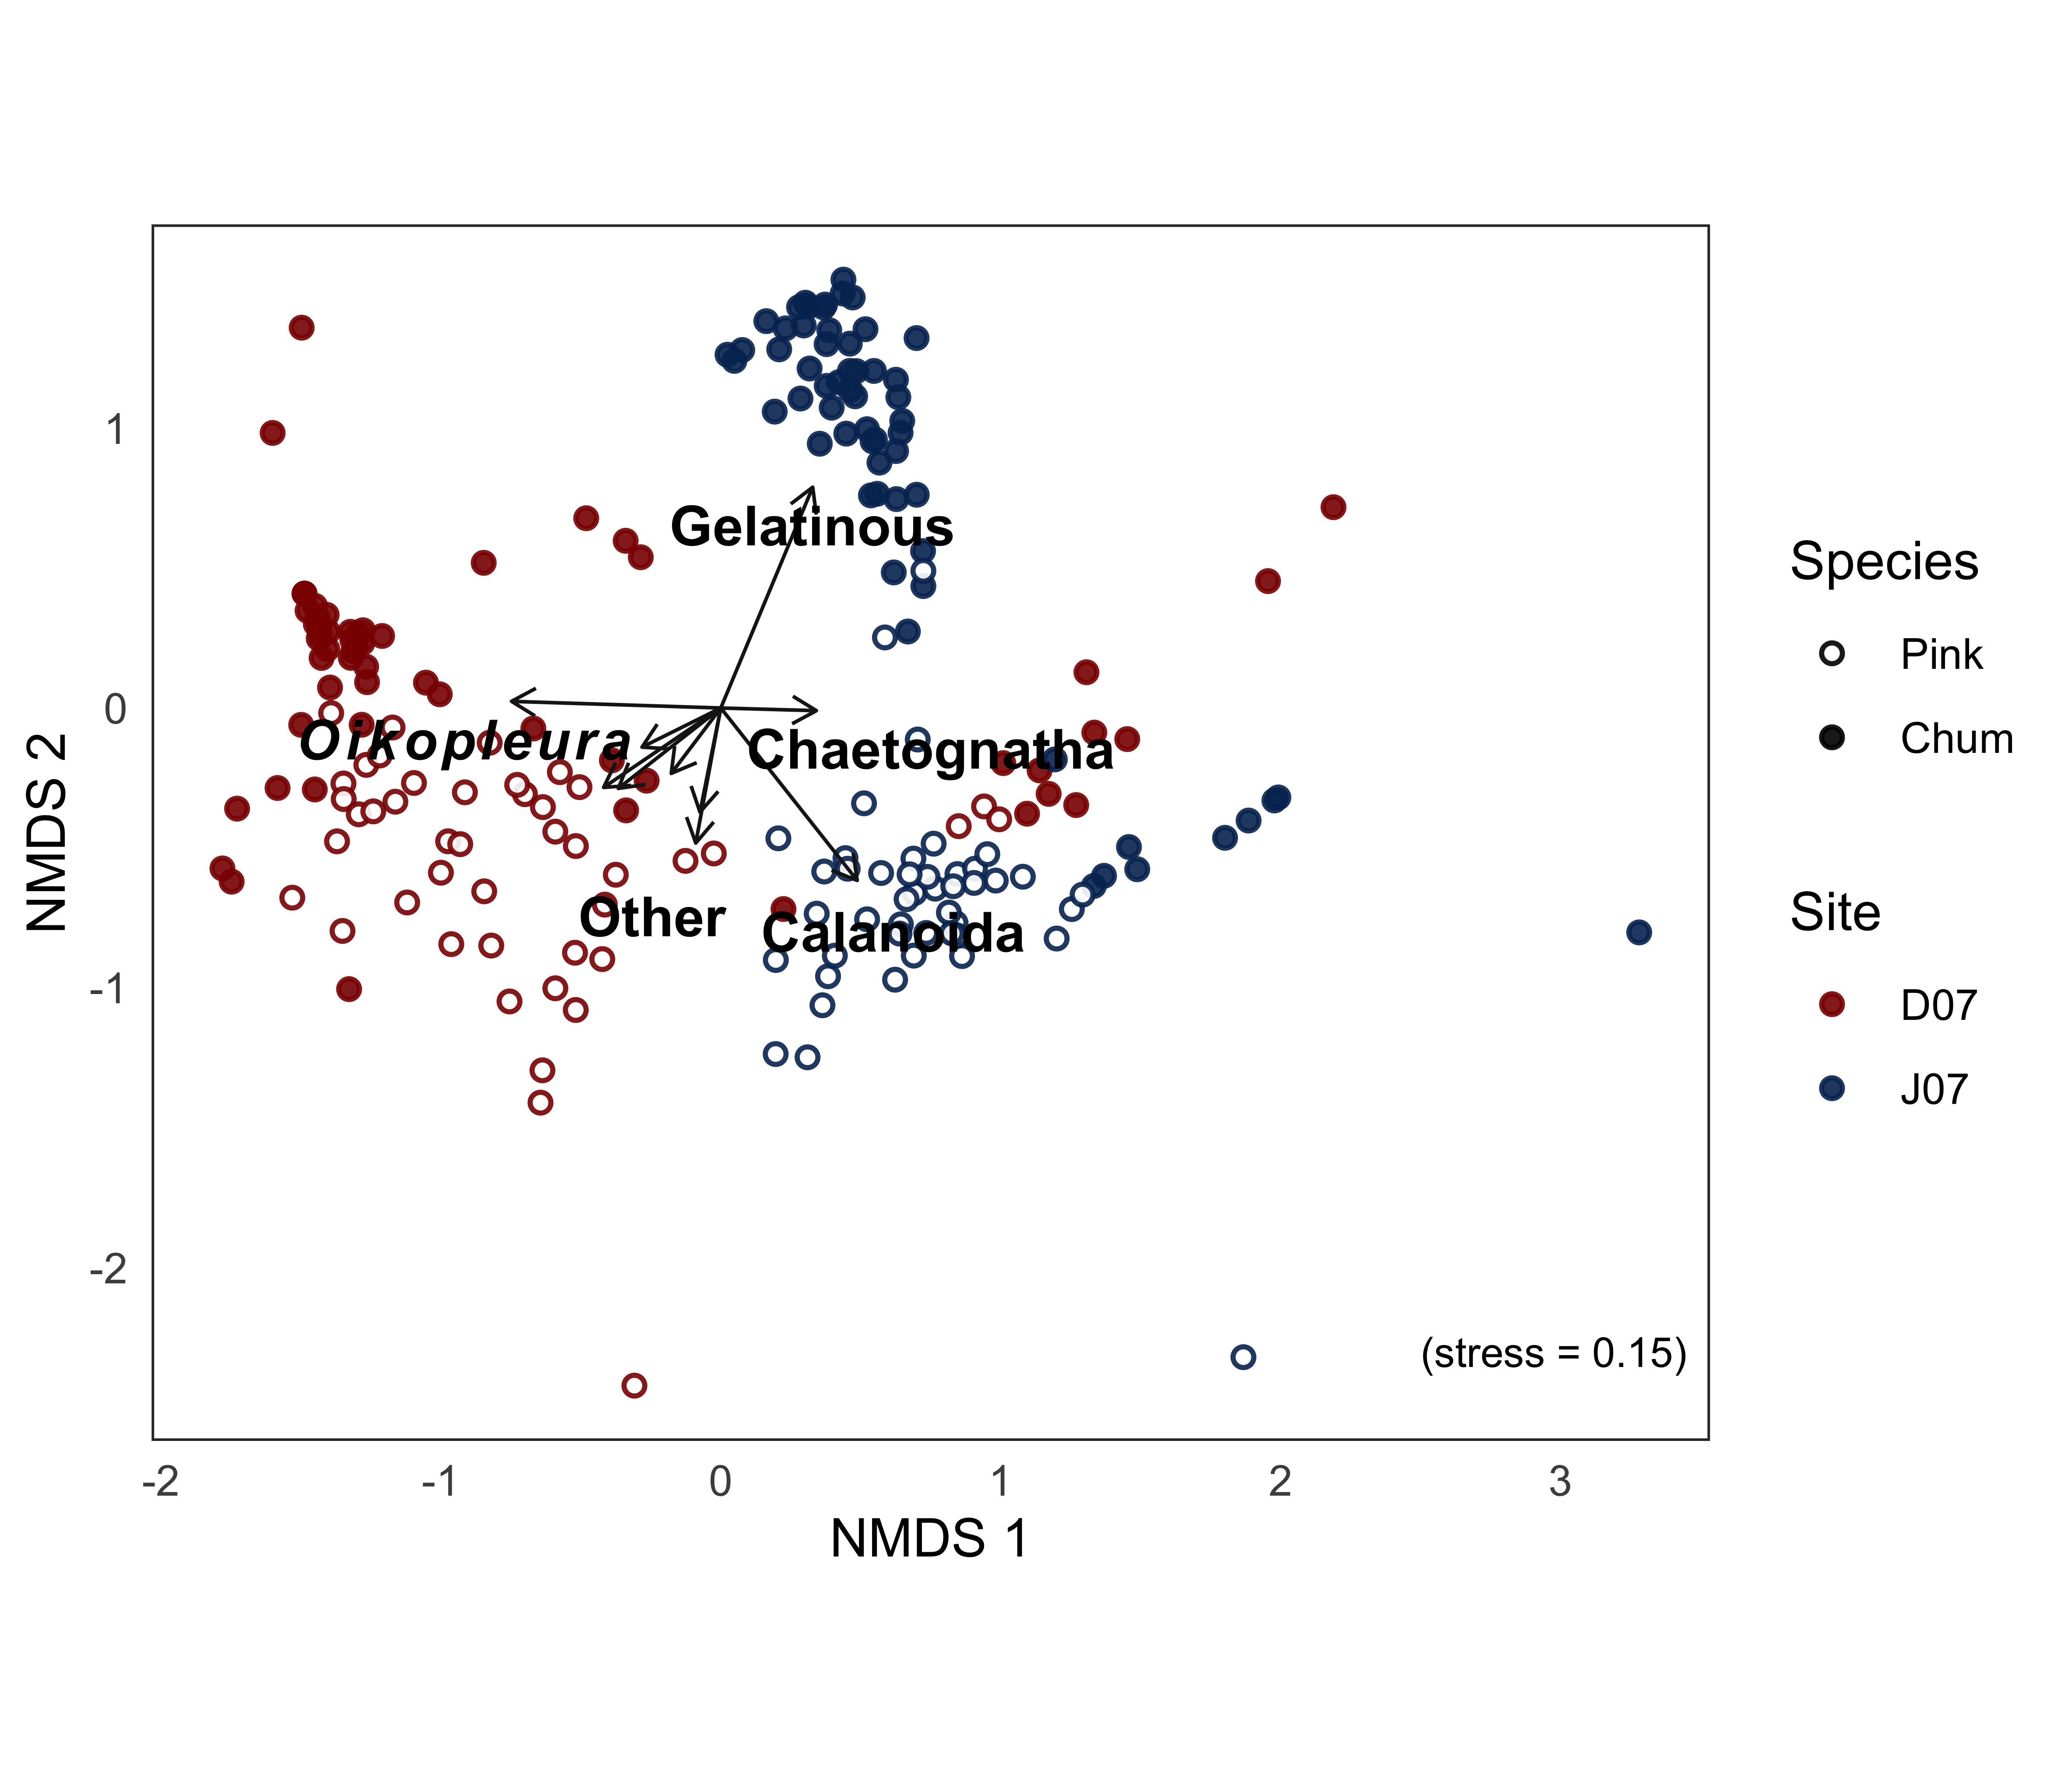 Gelatinous
Oikopleura
Chaetognatha
Other
Calanoida
(stress = 0.15)
1
0
-1
-2
-2
-1
0
1
2
3
NMDS 1
NMDS 2
Species
Pink
Chum
Site
D07
J07